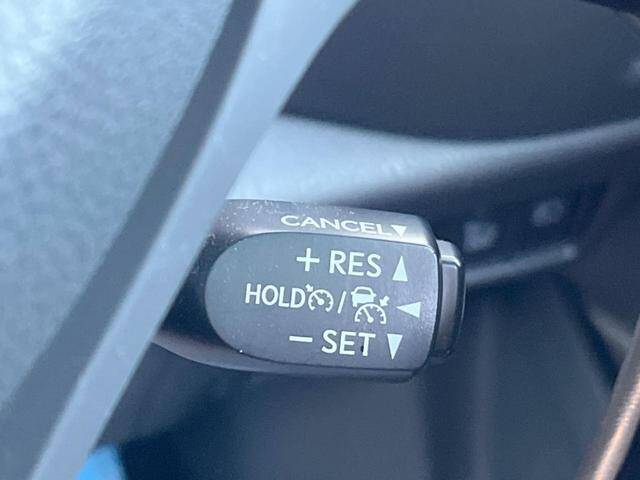 CANCEL▼
+ RES ▲
HOLD / ◀
− SET ▼